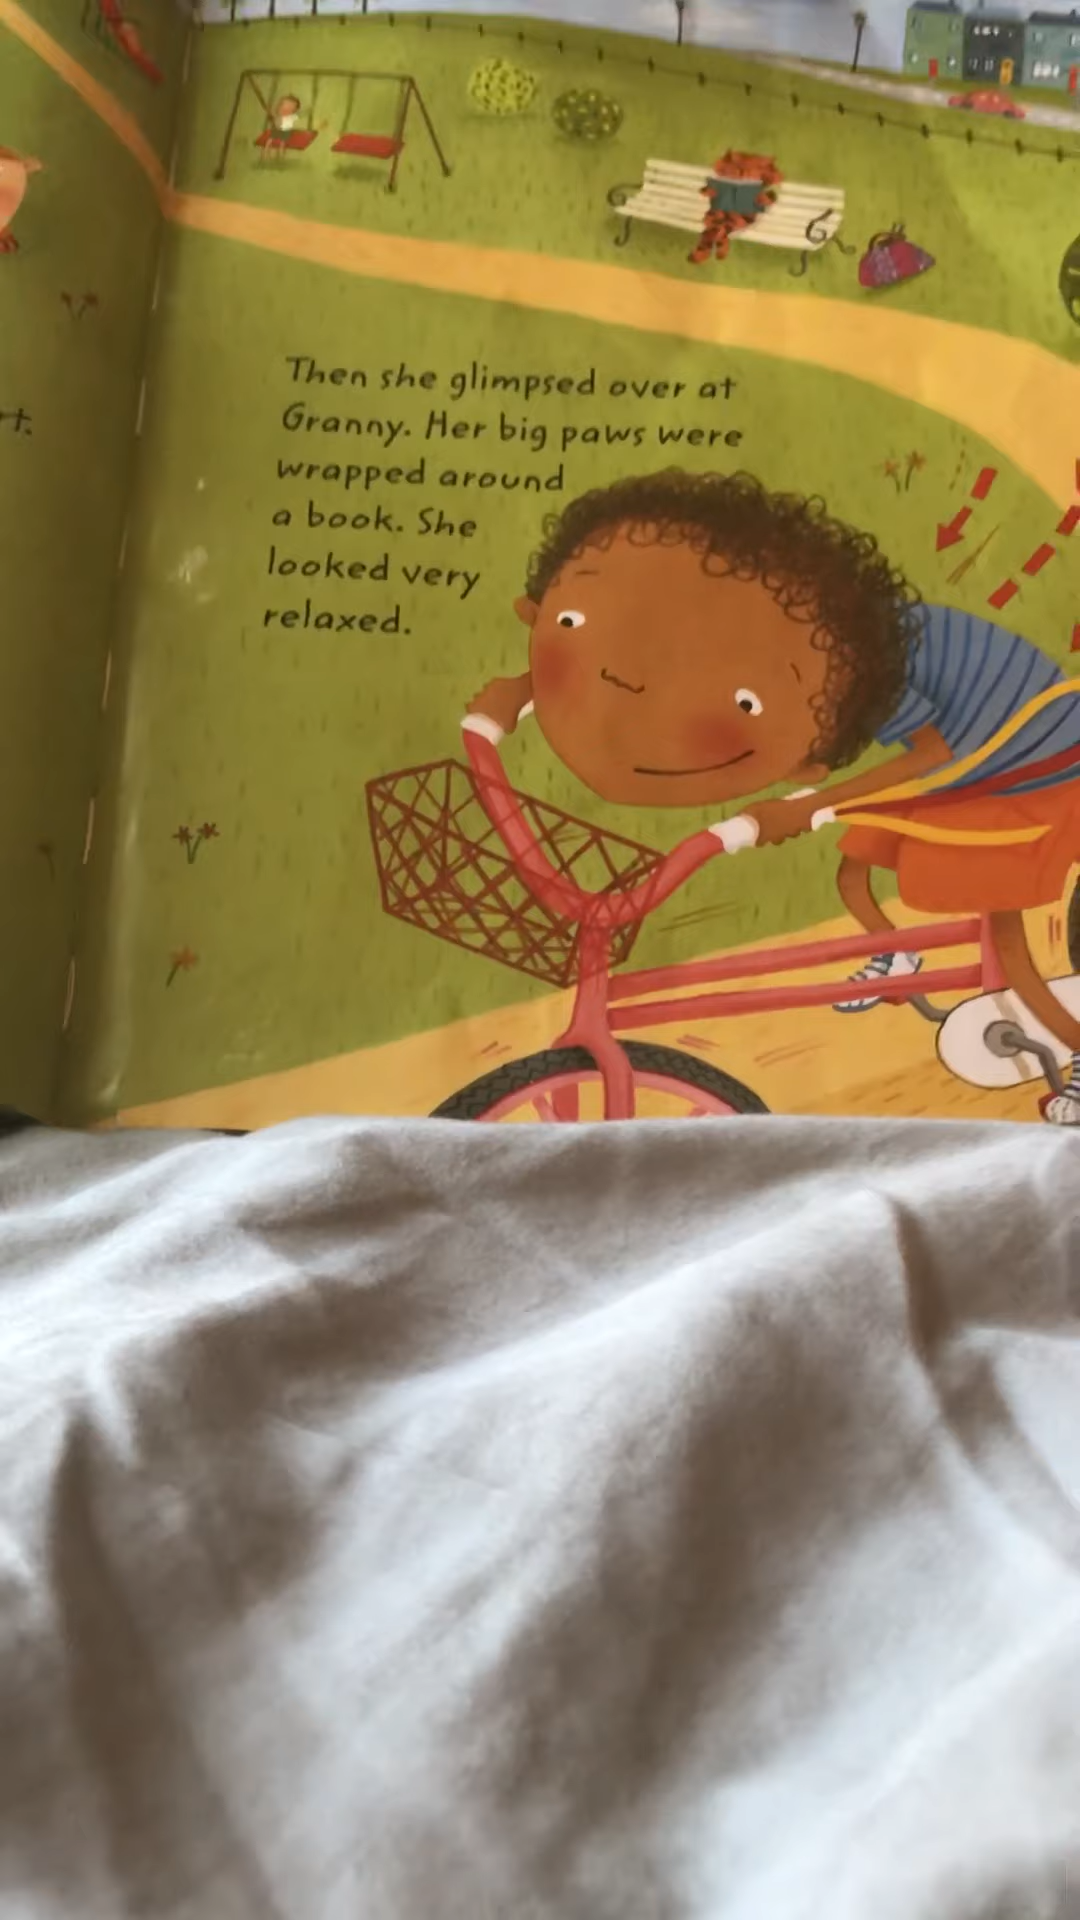 Then she glimpsed over at
Granny. Her big paws were
wrapped around
a book. She
looked very
relaxed.